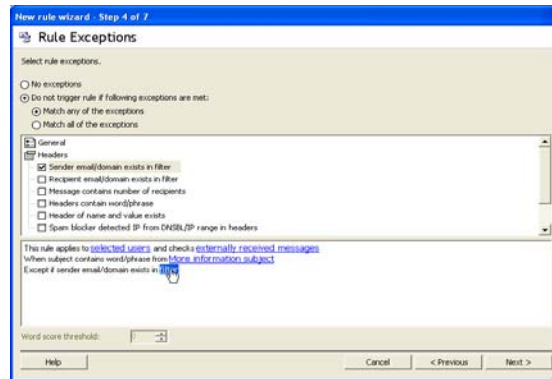 New rule wizard - Step 4 of 7
Rule Exceptions
Select rule exceptions.
No exceptions
Do not trigger rule if following exceptions are met:
Match any of the exceptions
Match all of the exceptions
General
Headers
Sender email/domain exists in filter
Recipient email/domain exists in filter
Message contains number of recipients
Headers contain word/phrase
Header of name and value exists
Spam blocker detected IP from DNSBL/IP range in headers
This rule applies to selected users and checks externally received messages
When subject contains word/phrase from More information subject
Except if sender email/domain exists in filter
Word score threshold:
Help
Cancel
< Previous
Next >